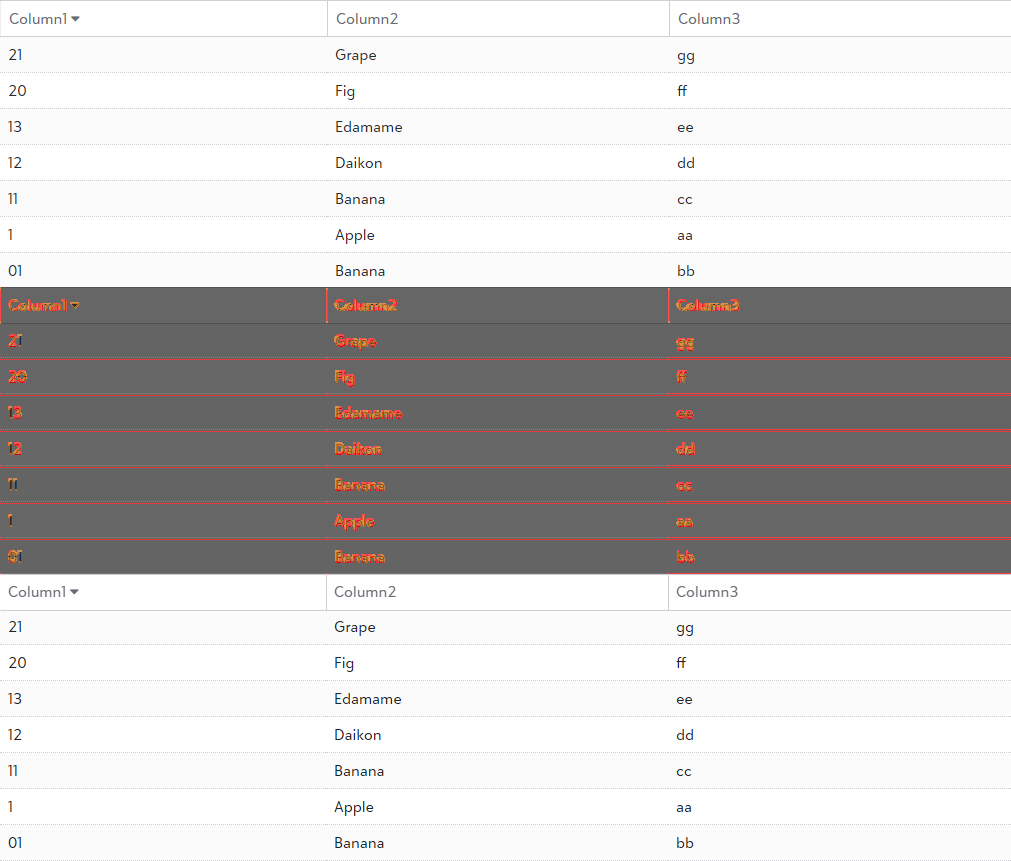 Column1 Column2 Column3
21 Grape gg
20 Fig ff
13 Edamame ee
12 Daikon dd
11 Banana cc
1 Apple aa
01 Banana bb
Column1 Column2 Column3
21 Grape gg
20 Fig ff
13 Edamame ee
12 Daikon dd
11 Banana cc
1 Apple aa
01 Banana bb
Column1 Column2 Column3
21 Grape gg
20 Fig ff
13 Edamame ee
12 Daikon dd
11 Banana cc
1 Apple aa
01 Banana bb